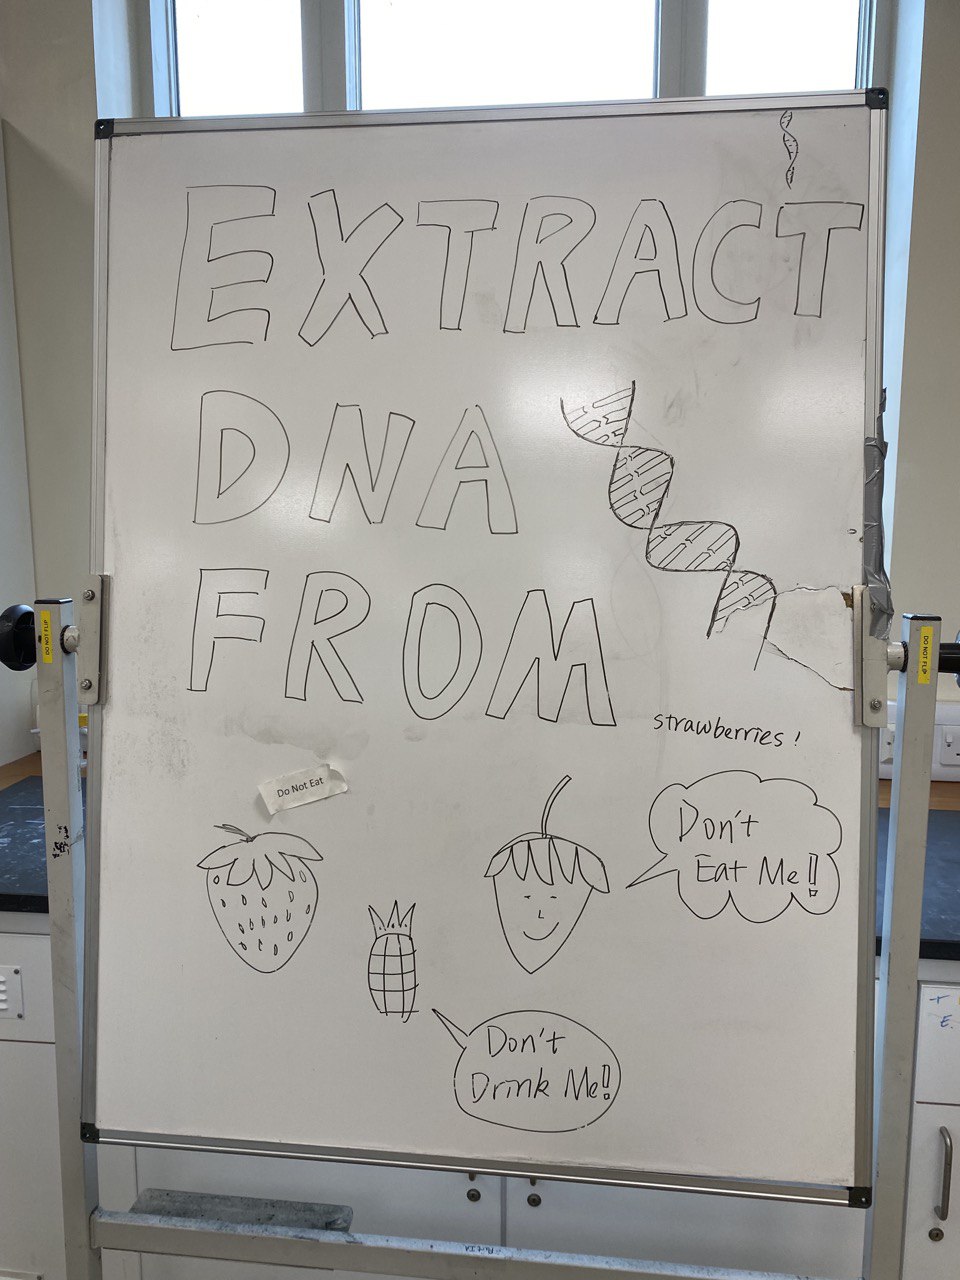 EXTRACT
DNA
FROM
strawberries!
Do Not Eat
Don't
Eat Me!!
Don't
Drink Me!!
DO NOT FLIP
DO NOT FLIP